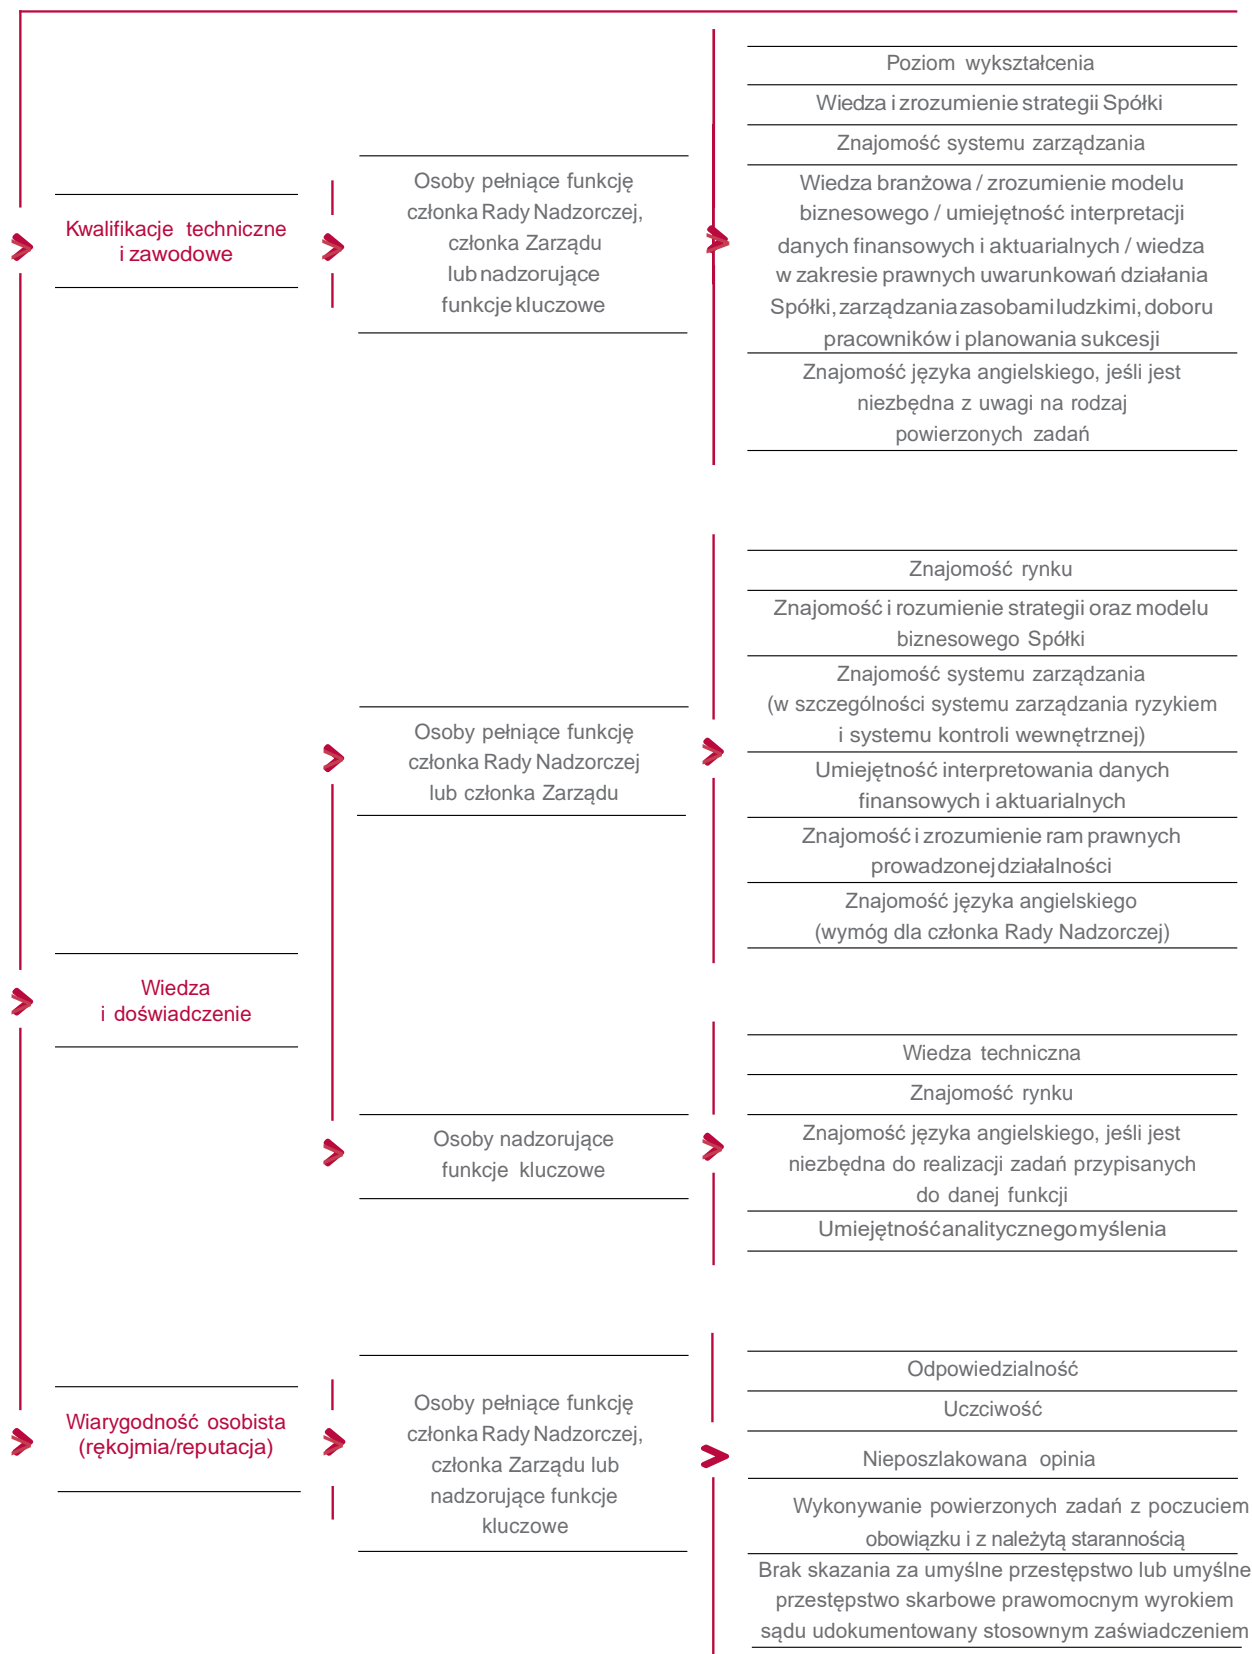 Kwalifikacje techniczne
i zawodowe
Osoby pełniące funkcję
członka Rady Nadzorczej,
członka Zarządu
lub nadzorujące
funkcje kluczowe
Poziom wykształcenia
Wiedza i zrozumienie strategii Spółki
Znajomość systemu zarządzania
Wiedza branżowa / zrozumienie modelu
biznesowego / umiejętność interpretacji
danych finansowych i aktuarialnych / wiedza
w zakresie prawnych uwarunkowań działania
Spółki, zarządzania zasobami ludzkimi, doboru
pracowników i planowania sukcesji
Znajomość języka angielskiego, jeśli jest
niezbędna z uwagi na rodzaj
powierzonych zadań
Wiedza
i doświadczenie
Osoby pełniące funkcję
członka Rady Nadzorczej
lub członka Zarządu
Znajomość rynku
Znajomość i rozumienie strategii oraz modelu
biznesowego Spółki
Znajomość systemu zarządzania
(w szczególności systemu zarządzania ryzykiem
i systemu kontroli wewnętrznej)
Umiejętność interpretowania danych
finansowych i aktuarialnych
Znajomość i zrozumienie ram prawnych
prowadzonej działalności
Znajomość języka angielskiego
(wymóg dla członka Rady Nadzorczej)
Osoby nadzorujące
funkcje kluczowe
Wiedza techniczna
Znajomość rynku
Znajomość języka angielskiego, jeśli jest
niezbędna do realizacji zadań przypisanych
do danej funkcji
Umiejętność analitycznego myślenia
Wiarygodność osobista
(rękojmia/reputacja)
Osoby pełniące funkcję
członka Rady Nadzorczej,
członka Zarządu lub
nadzorujące funkcje
kluczowe
Odpowiedzialność
Uczciwość
Nieposzlakowana opinia
Wykonywanie powierzonych zadań z poczuciem
obowiązku i z należytą starannością
Brak skazania za umyślne przestępstwo lub umyślne
przestępstwo skarbowe prawomocnym wyrokiem
sądu udokumentowany stosownym zaświadczeniem